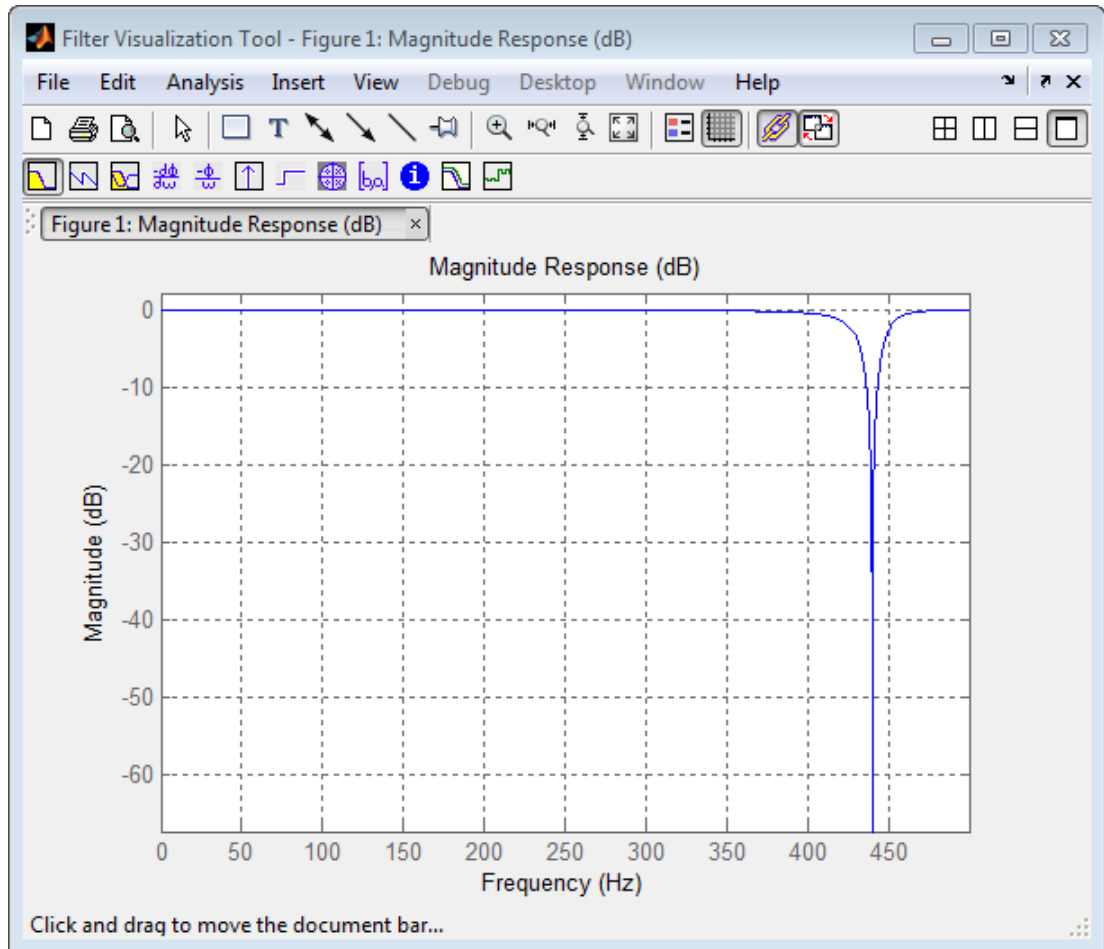 Filter Visualization Tool - Figure 1: Magnitude Response (dB)
File Edit Analysis Insert View Debug Desktop Window Help
Figure 1: Magnitude Response (dB)
Magnitude Response (dB)
0
-10
-20
-30
-40
-50
-60
Magnitude (dB)
0 50 100 150 200 250 300 350 400 450
Frequency (Hz)
Click and drag to move the document bar...